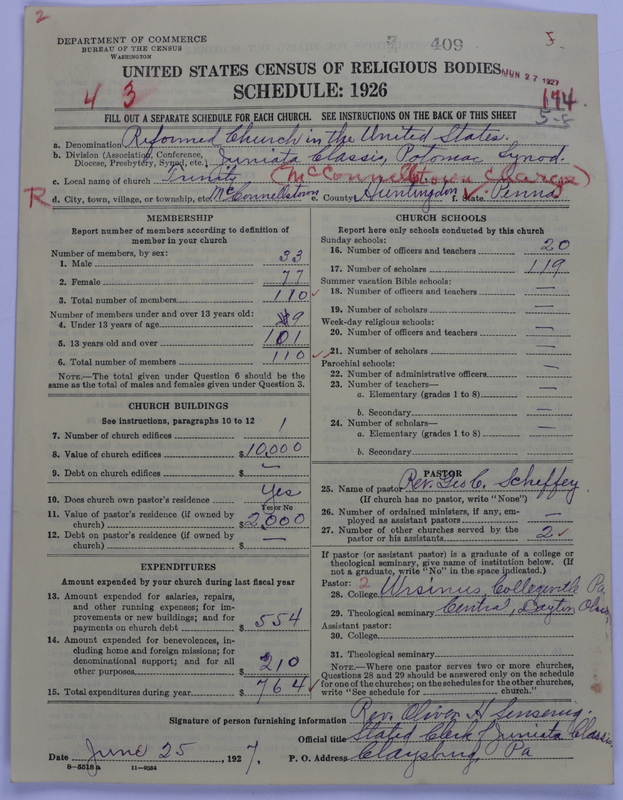 2
DEPARTMENT OF COMMERCE
BUREAU OF THE CENSUS
WASHINGTON
409
UNITED STATES CENSUS OF RELIGIOUS BODIES
JUN 27 1927
SCHEDULE: 1926
4 3
174
5-8
FILL OUT A SEPARATE SCHEDULE FOR EACH CHURCH. SEE INSTRUCTIONS ON THE BACK OF THIS SHEET
a. Denomination Reformed Church in the United States.
b. Division (Association, Conference, Diocese, Presbytery, Synod, etc.) Juniata Classis, Potomac Synod.
c. Local name of church Trinity (McConnellstown Charge)
R d. City, town, village, or township, etc. McConnellstown e. County Huntingdon f. State Penna
MEMBERSHIP
Report number of members according to definition of
member in your church
Number of members, by sex:
1. Male 33
2. Female 77
3. Total number of members 110
Number of members under and over 13 years old:
4. Under 13 years of age 9
5. 13 years old and over 101
6. Total number of members 110
NOTE.—The total given under Question 6 should be
same as the total of males and females given under Question 3.
CHURCH BUILDINGS
See instructions, paragraphs 10 to 12
7. Number of church edifices 1
8. Value of church edifices $10,000
9. Debt on church edifices $ —
10. Does church own pastor's residence Yes
Yes or No
11. Value of pastor's residence (if owned by
church) $2,000
12. Debt on pastor's residence (if owned by
church) $ —
EXPENDITURES
Amount expended by your church during last fiscal year
13. Amount expended for salaries, repairs,
and other running expenses; for im-
provements or new buildings; and for
payments on church debt $ 554
14. Amount expended for benevolences, in-
cluding home and foreign missions; for
denominational support; and for all
other purposes $ 210
15. Total expenditures during year $ 764
CHURCH SCHOOLS
Report here only schools conducted by this church
Sunday schools:
16. Number of officers and teachers 20
17. Number of scholars 119
Summer vacation Bible schools:
18. Number of officers and teachers —
19. Number of scholars —
Week-day religious schools:
20. Number of officers and teachers —
21. Number of scholars —
Parochial schools:
22. Number of administrative officers —
23. Number of teachers—
a. Elementary (grades 1 to 8) —
b. Secondary —
24. Number of scholars—
a. Elementary (grades 1 to 8) —
b. Secondary —
PASTOR
25. Name of pastor Rev. Geo. C. Scheffey
(If church has no pastor, write "None")
26. Number of ordained ministers, if any, em-
ployed as assistant pastors —
27. Number of other churches served by the
pastor or his assistants 2
If pastor (or assistant pastor) is a graduate of a college or
theological seminary, give name of institution below. (If
not a graduate, write "No" in the space indicated.)
Pastor: 2
28. College Ursinus, Collegeville Pa
29. Theological seminary Central, Dayton Ohio
Assistant pastor:
30. College
31. Theological seminary
NOTE.—Where one pastor serves two or more churches,
Questions 28 and 29 should be answered only on the schedule
for one of the churches; on the schedules for the other churches,
write "See schedule for church."
Signature of person furnishing information Rev. Oliver H. Sensenig
Official title Stated Clerk of Juniata Classis
Date June 25, 1927. P. O. Address Claysburg, Pa
8—5518a 11—9054